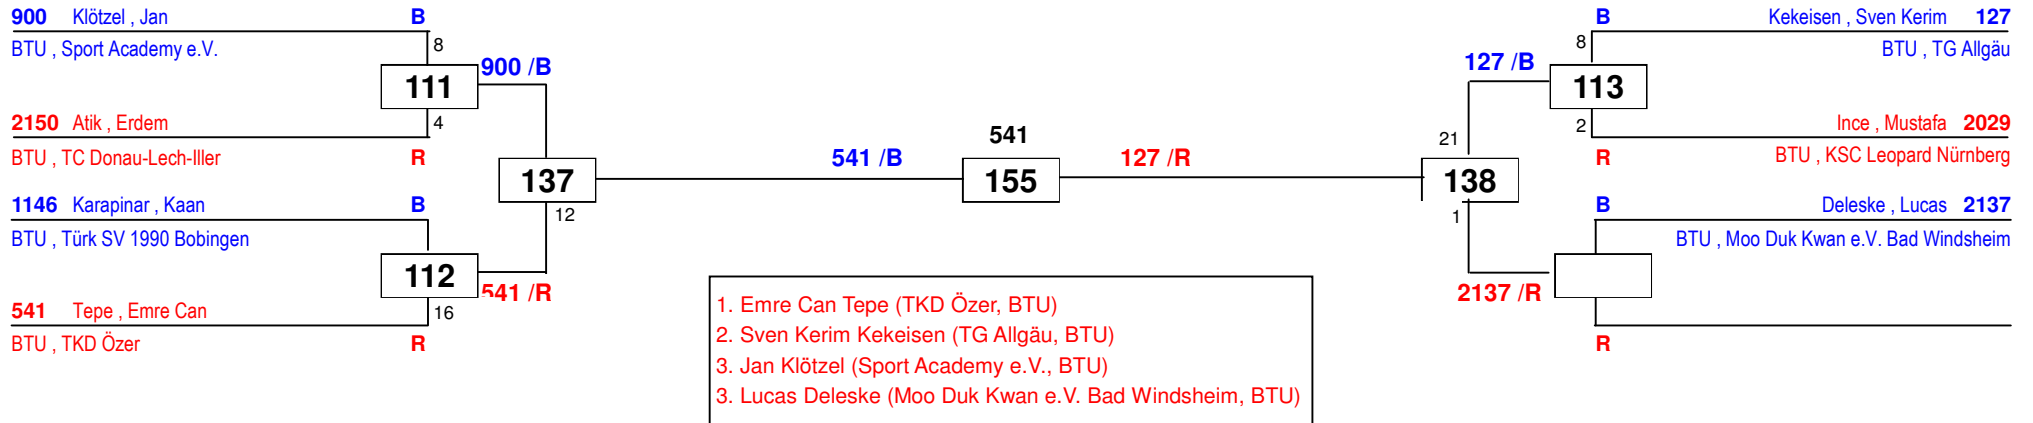 900 Klötzel , Jan B
BTU , Sport Academy e.V.
8
111
900 /B
4
2150 Atik , Erdem
BTU , TC Donau-Lech-Iller R
137
12
1146 Karapinar , Kaan B
BTU , Türk SV 1990 Bobingen
112
541 /R
16
541 Tepe , Emre Can
BTU , TKD Özer R
541 /B
541
155
127 /R
B Kekeisen , Sven Kerim 127
BTU , TG Allgäu
8
127 /B
113
2
Ince , Mustafa 2029
R BTU , KSC Leopard Nürnberg
21
138
1
B Deleske , Lucas 2137
BTU , Moo Duk Kwan e.V. Bad Windsheim
2137 /R
R
1. Emre Can Tepe (TKD Özer, BTU)
2. Sven Kerim Kekeisen (TG Allgäu, BTU)
3. Jan Klötzel (Sport Academy e.V., BTU)
3. Lucas Deleske (Moo Duk Kwan e.V. Bad Windsheim, BTU)